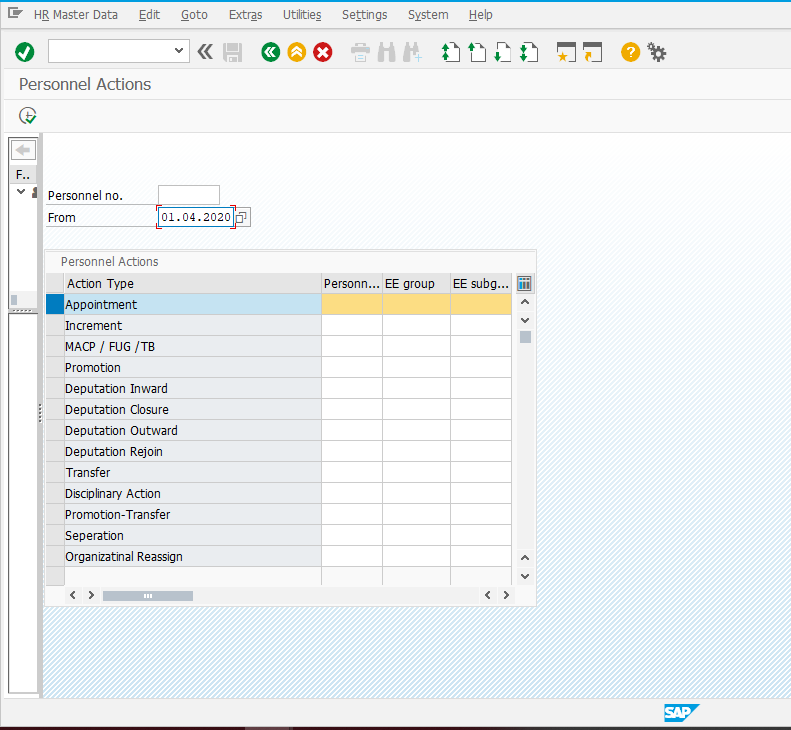 HR Master Data Edit Goto Extras Utilities Settings System Help
Personnel Actions
F..
Personnel no.
From 01.04.2020
Personnel Actions
Action Type Personn... EE group EE subg...
Appointment
Increment
MACP / FUG /TB
Promotion
Deputation Inward
Deputation Closure
Deputation Outward
Deputation Rejoin
Transfer
Disciplinary Action
Promotion-Transfer
Seperation
Organizatinal Reassign
SAP